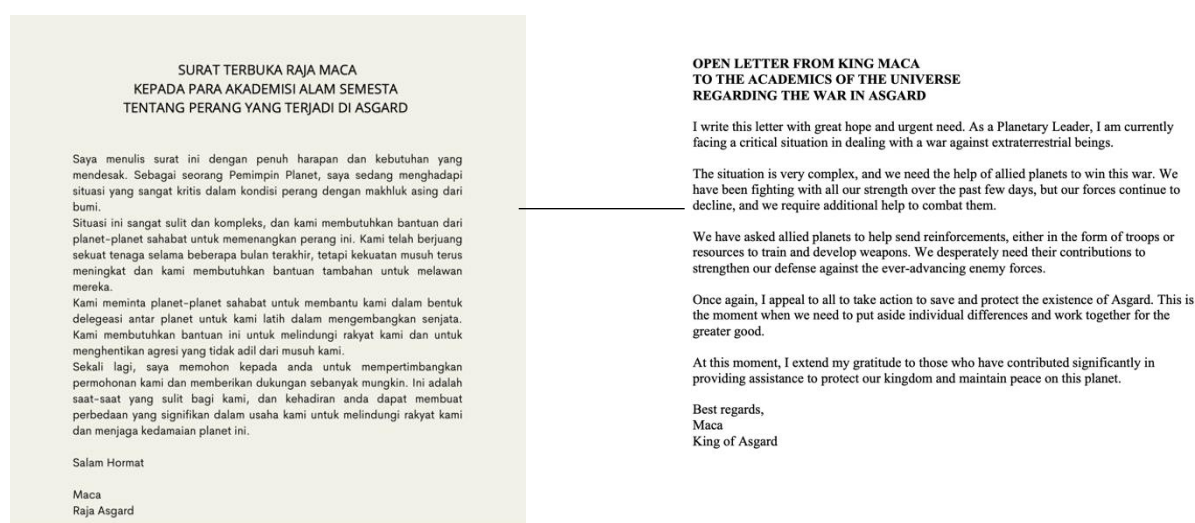 SURAT TERBUKA RAJA MACA
KEPADA PARA AKADEMISI ALAM SEMESTA
TENTANG PERANG YANG TERJADI DI ASGARD
Saya menulis surat ini dengan penuh harapan dan kebutuhan yang
mendesak. Sebagai seorang Pemimpin Planet, saya sedang menghadapi
situasi yang sangat kritis dalam kondisi perang dengan makhluk asing dari
bumi.
Situasi ini sangat sulit dan kompleks, dan kami membutuhkan bantuan dari
planet-planet sahabat untuk memenangkan perang ini. Kami telah berjuang
sekuat tenaga selama beberapa bulan terakhir, tetapi kekuatan musuh terus
meningkat dan kami membutuhkan bantuan tambahan untuk melawan
mereka.
Kami meminta planet-planet sahabat untuk membantu kami dalam bentuk
delegeasi antar planet untuk kami latih dalam mengembangkan senjata.
Kami membutuhkan bantuan ini untuk melindungi rakyat kami dan untuk
menghentikan agresi yang tidak adil dari musuh kami.
Sekali lagi, saya memohon kepada anda untuk mempertimbangkan
permohonan kami dan memberikan dukungan sebanyak mungkin. Ini adalah
saat-saat yang sulit bagi kami, dan kehadiran anda dapat membuat
perbedaan yang signifikan dalam usaha kami untuk melindungi rakyat kami
dan menjaga kedamaian planet ini.
Salam Hormat
Maca
Raja Asgard
OPEN LETTER FROM KING MACA
TO THE ACADEMICS OF THE UNIVERSE
REGARDING THE WAR IN ASGARD
I write this letter with great hope and urgent need. As a Planetary Leader, I am currently
facing a critical situation in dealing with a war against extraterrestrial beings.
The situation is very complex, and we need the help of allied planets to win this war. We
have been fighting with all our strength over the past few days, but our forces continue to
decline, and we require additional help to combat them.
We have asked allied planets to help send reinforcements, either in the form of troops or
resources to train and develop weapons. We desperately need their contributions to
strengthen our defense against the ever-advancing enemy forces.
Once again, I appeal to all to take action to save and protect the existence of Asgard. This is
the moment when we need to put aside individual differences and work together for the
greater good.
At this moment, I extend my gratitude to those who have contributed significantly in
providing assistance to protect our kingdom and maintain peace on this planet.
Best regards,
Maca
King of Asgard